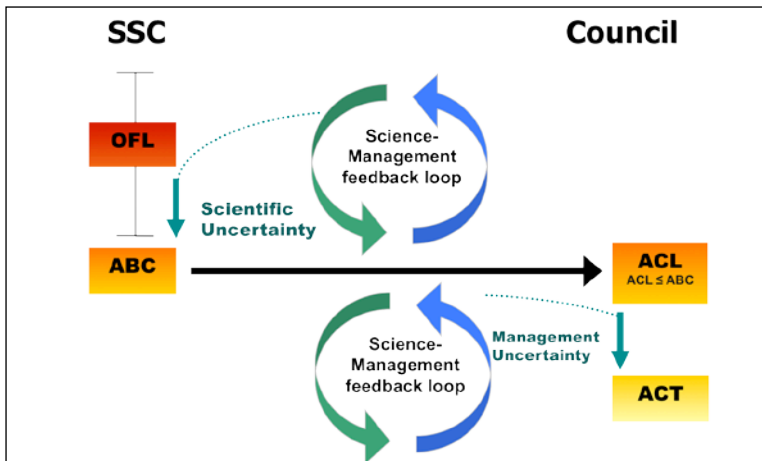 SSC
Council
OFL
Science-
Management
feedback loop
Scientific
Uncertainty
ABC
ACL
ACL ≤ ABC
Science-
Management
feedback loop
Management
Uncertainty
ACT